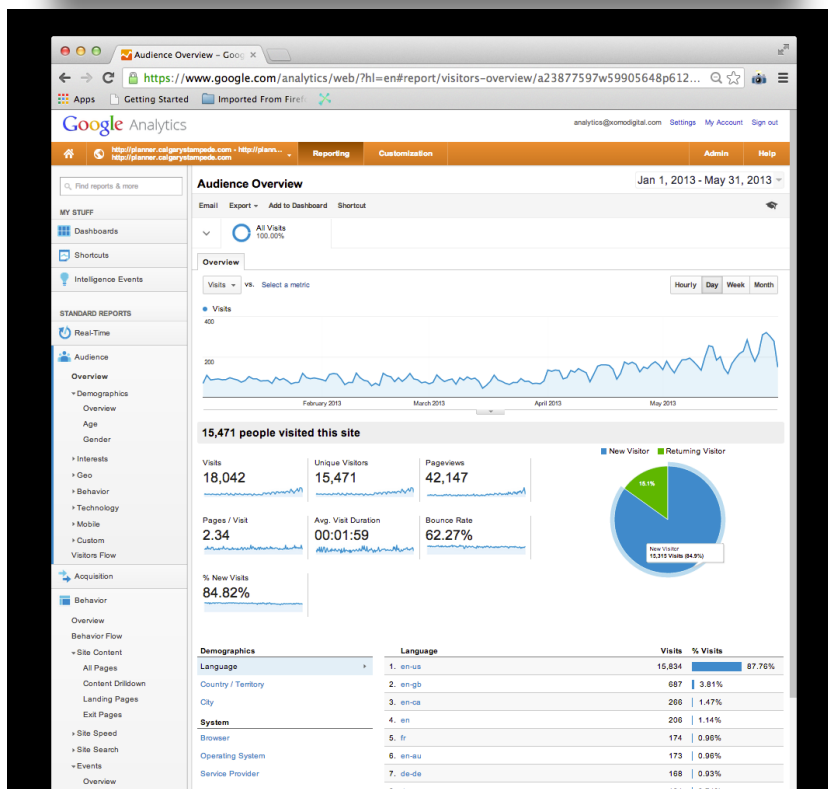 Audience Overview – Goog
https://www.google.com/analytics/web/?hl=en#report/visitors-overview/a23877597w59905648p612...
Apps Getting Started Imported From Firef
Google Analytics
analytics@xomodigital.com Settings My Account Sign out
http://planner.calgarystampede.com - http://plann...
http://planner.calgarystampede.com
Reporting Customization Admin Help
Find reports & more
Audience Overview
Jan 1, 2013 - May 31, 2013
Email Export Add to Dashboard Shortcut
MY STUFF
Dashboards
Shortcuts
Intelligence Events
STANDARD REPORTS
Real-Time
Audience
Overview
Demographics
Overview
Age
Gender
Interests
Geo
Behavior
Technology
Mobile
Custom
Visitors Flow
Acquisition
Behavior
Overview
Behavior Flow
Site Content
All Pages
Content Drilldown
Landing Pages
Exit Pages
Site Speed
Site Search
Events
Overview
All Visits
100.00%
Overview
Visits vs. Select a metric
Hourly Day Week Month
Visits
400
200
February 2013 March 2013 April 2013 May 2013
15,471 people visited this site
Visits
18,042
Unique Visitors
15,471
Pageviews
42,147
Pages / Visit
2.34
Avg. Visit Duration
00:01:59
Bounce Rate
62.27%
% New Visits
84.82%
New Visitor Returning Visitor
15.1%
New Visitor
15,315 Visits (84.9%)
Demographics
Language
Country / Territory
City
System
Browser
Operating System
Service Provider
Language Visits % Visits
1. en-us 15,834 87.76%
2. en-gb 687 3.81%
3. en-ca 266 1.47%
4. en 206 1.14%
5. fr 174 0.96%
6. en-au 173 0.96%
7. de-de 168 0.93%